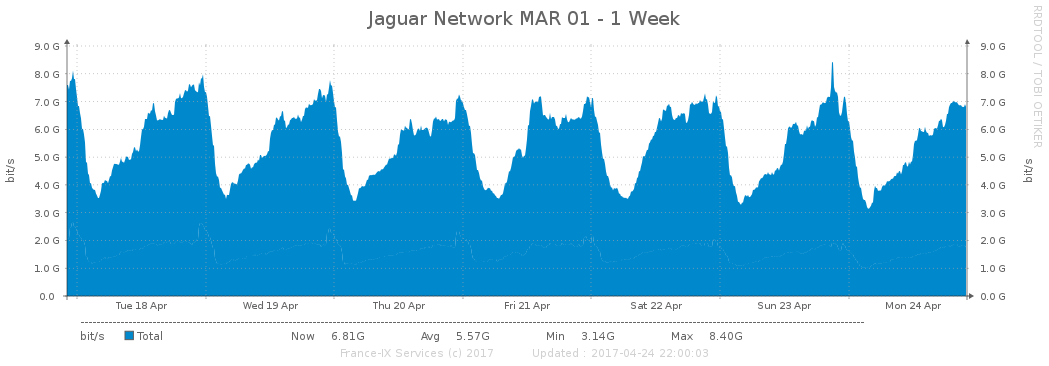 Jaguar Network MAR 01 - 1 Week
RRDTOOL / TOBI OETIKER
9.0 G 9.0 G
8.0 G 8.0 G
7.0 G 7.0 G
6.0 G 6.0 G
5.0 G 5.0 G
4.0 G 4.0 G
3.0 G 3.0 G
2.0 G 2.0 G
1.0 G 1.0 G
0.0 0.0 G
bit/s bit/s
Tue 18 Apr Wed 19 Apr Thu 20 Apr Fri 21 Apr Sat 22 Apr Sun 23 Apr Mon 24 Apr
bit/s Total Now 6.81G Avg 5.57G Min 3.14G Max 8.40G
France-IX Services (c) 2017 Updated : 2017-04-24 22:00:03